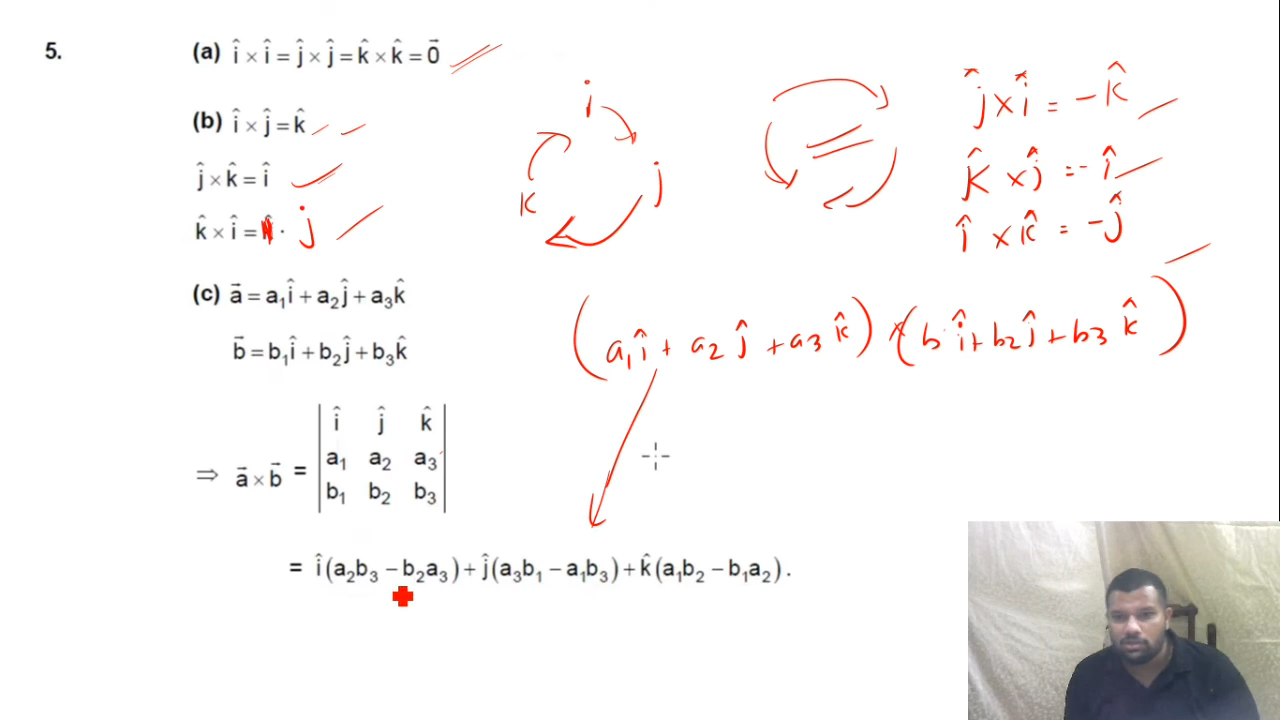 5. (a) î × î = ĵ × ĵ = k̂ × k̂ = 0⃗
(b) î × ĵ = k̂
ĵ × k̂ = î
k̂ × î = · j
i
j
k
ĵ × î = -k̂
k̂ × ĵ = -î
î × k̂ = -ĵ
(c) a⃗ = a₁î + a₂ĵ + a₃k̂
b⃗ = b₁î + b₂ĵ + b₃k̂
(a₁î + a₂ĵ + a₃k̂) × (b î + b₂ĵ + b₃k̂)
⇒ a⃗ × b⃗ = | î ĵ k̂ |
| a₁ a₂ a₃ |
| b₁ b₂ b₃ |
= î(a₂b₃ − b₂a₃) + ĵ(a₃b₁ − a₁b₃) + k̂(a₁b₂ − b₁a₂).